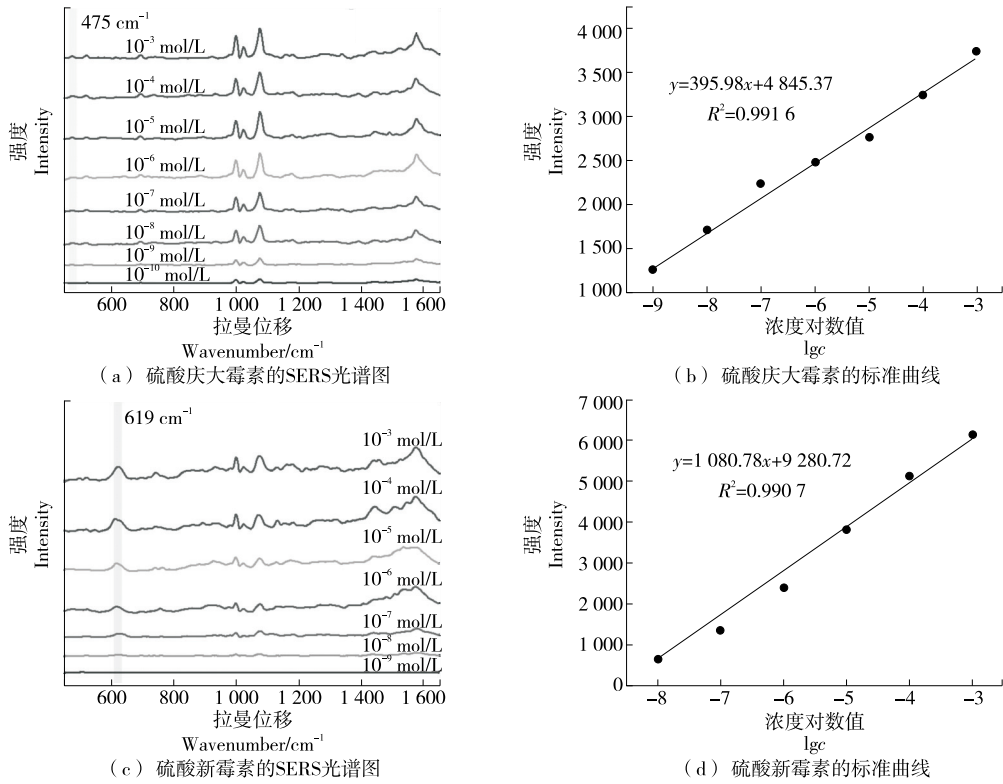 475 cm⁻¹
10⁻³ mol/L
10⁻⁴ mol/L
10⁻⁵ mol/L
10⁻⁶ mol/L
10⁻⁷ mol/L
10⁻⁸ mol/L
10⁻⁹ mol/L
10⁻¹⁰ mol/L
强度
Intensity
600 800 1 000 1 200 1 400 1 600
拉曼位移
Wavenumber/cm⁻¹
(a) 硫酸庆大霉素的SERS光谱图
4 000
3 500
3 000
2 500
2 000
1 500
1 000
强度
Intensity
y=395.98x+4 845.37
R²=0.991 6
-9 -8 -7 -6 -5 -4 -3
浓度对数值
lgc
(b) 硫酸庆大霉素的标准曲线
619 cm⁻¹
10⁻³ mol/L
10⁻⁴ mol/L
10⁻⁵ mol/L
10⁻⁶ mol/L
10⁻⁷ mol/L
10⁻⁸ mol/L
10⁻⁹ mol/L
强度
Intensity
600 800 1 000 1 200 1 400 1 600
拉曼位移
Wavenumber/cm⁻¹
(c) 硫酸新霉素的SERS光谱图
7 000
6 000
5 000
4 000
3 000
2 000
1 000
0
强度
Intensity
y=1 080.78x+9 280.72
R²=0.990 7
-8 -7 -6 -5 -4 -3
浓度对数值
lgc
(d) 硫酸新霉素的标准曲线